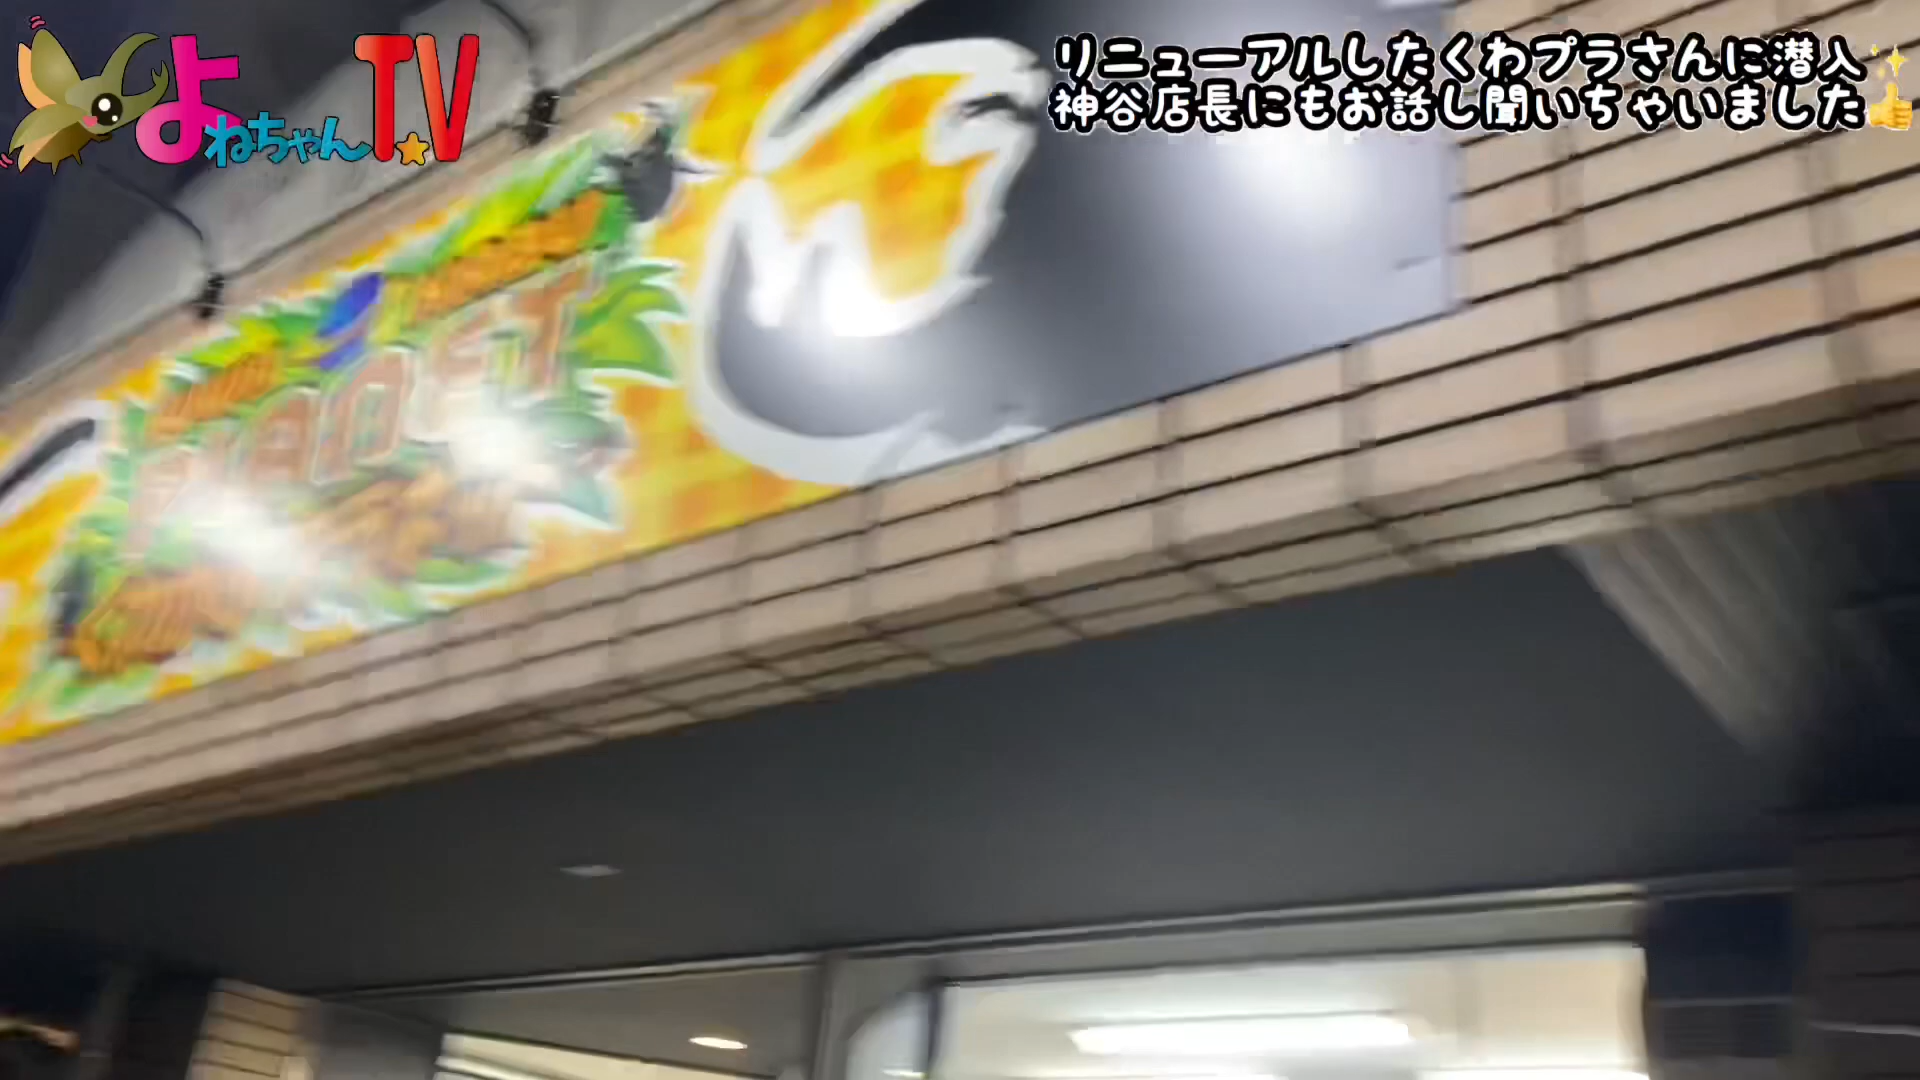 よねちゃんTV
リニューアルしたくわプラさんに潜入✨
神谷店長にもお話し聞いちゃいました👍
PLANET